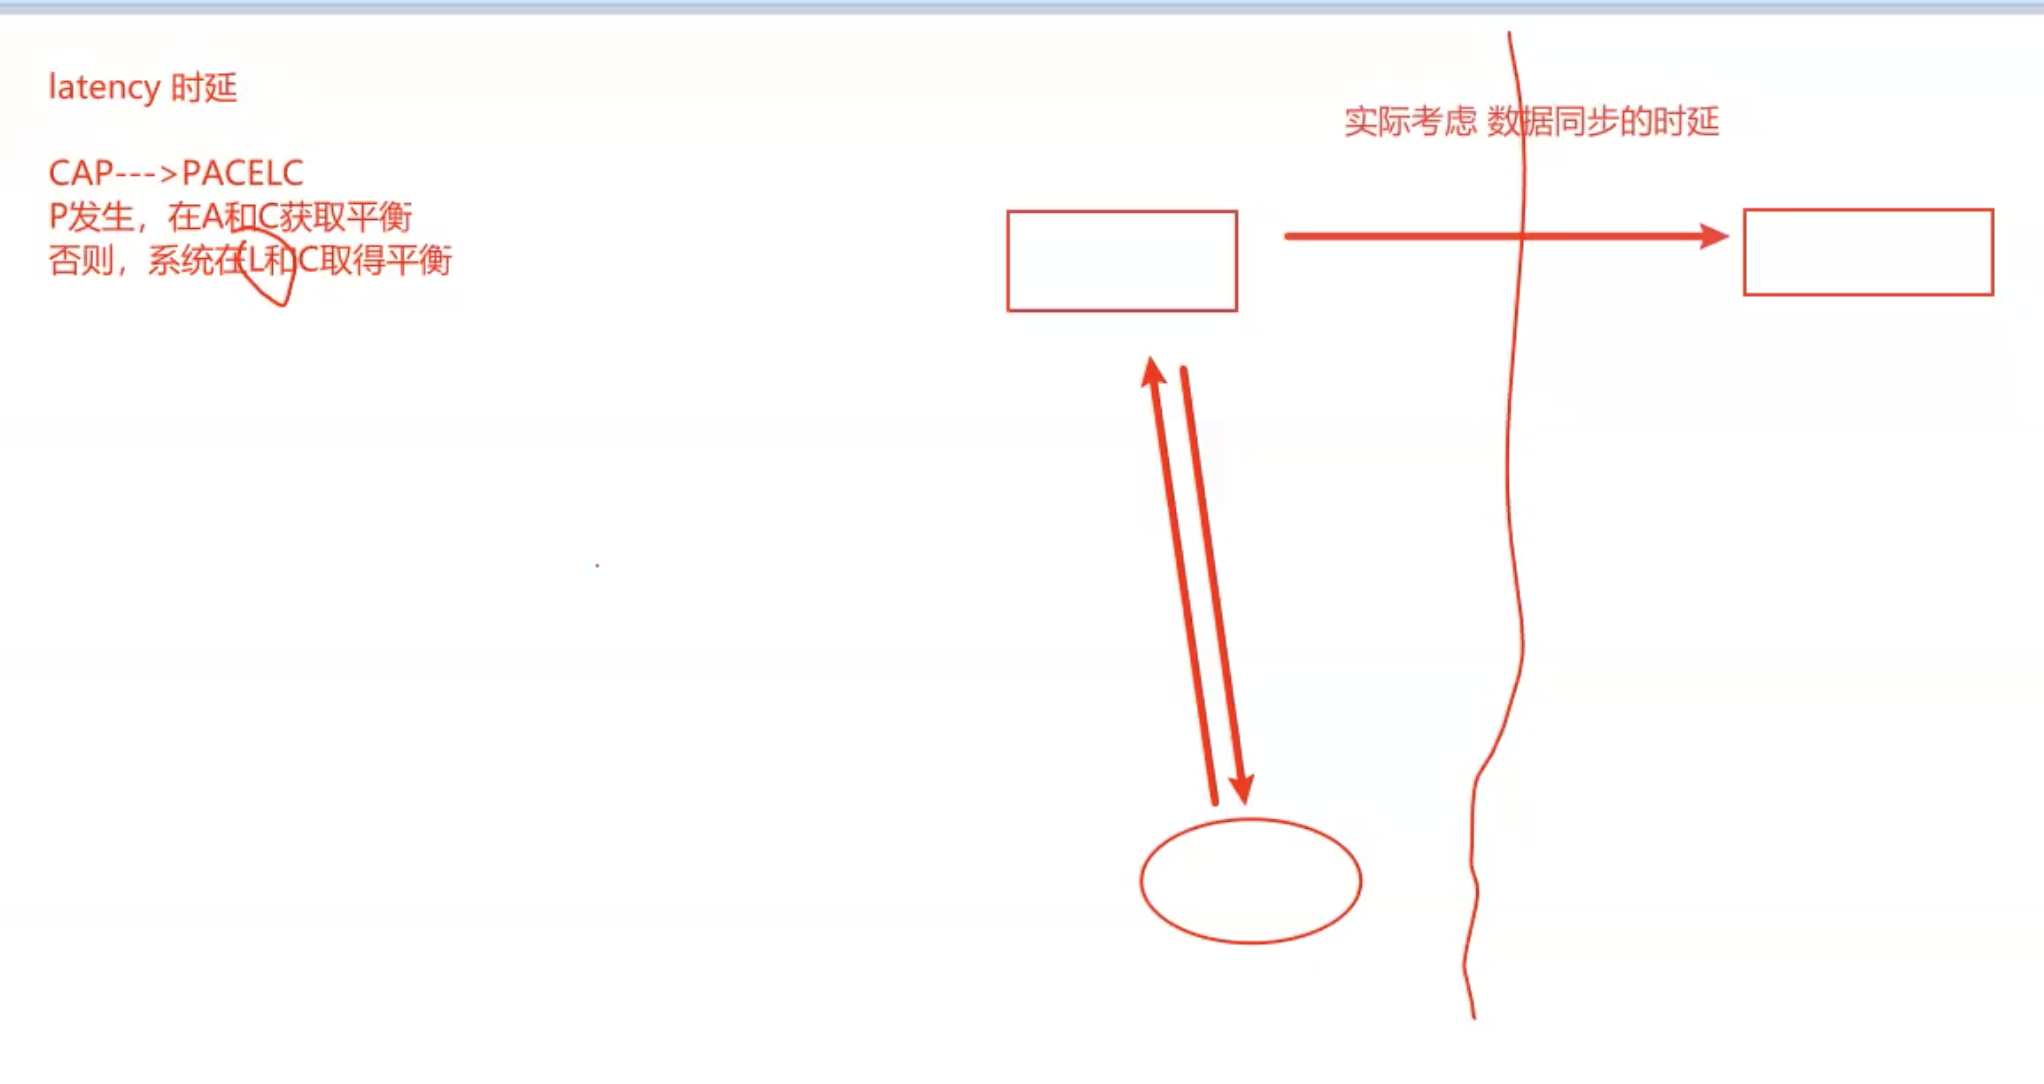 latency 时延
CAP--->PACELC
P发生，在A和C获取平衡
否则，系统在L和C取得平衡
实际考虑 数据同步的时延